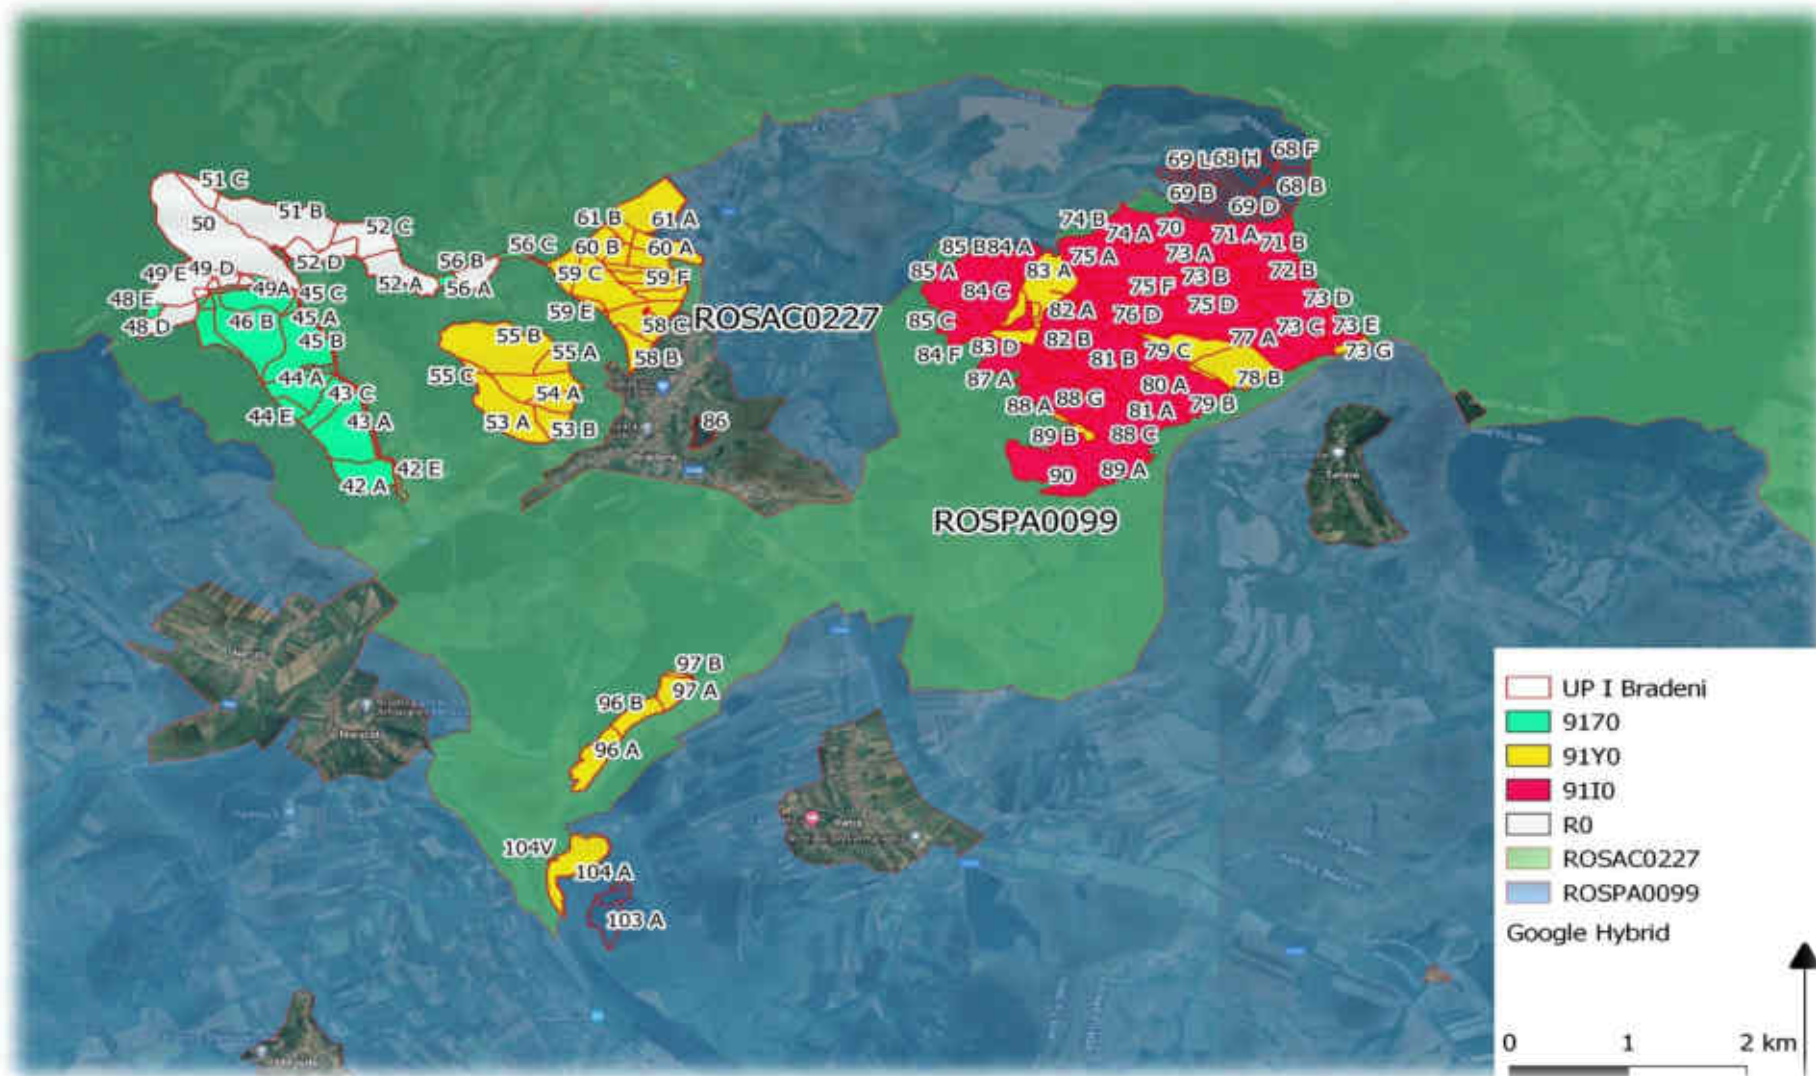 69 L
68 H
68 F
51 C
69 B
68 B
51 B
69 D
61 B
61 A
74 B
50
52 C
70
74 A
71 A
71 B
56 C
60 B
60 A
85 B
84 A
75 A
73 A
49 E
49 D
52 D
56 B
59 C
59 F
85 A
83 A
73 B
72 B
49A
52 A
56 A
45 C
84 C
75 F
48 E
73 D
75 D
46 B
45 A
59 E
58 C
ROSAC0227
85 C
82 A
76 D
48 D
73 C
73 E
45 B
55 B
82 B
77 A
55 A
58 B
84 F
83 D
79 C
73 G
81 B
44 A
55 C
87 A
80 A
78 B
43 C
54 A
88 A
88 G
79 B
44 E
43 A
53 A
53 B
86
81 A
89 B
88 C
42 E
42 A
90
89 A
ROSPA0099
97 B
97 A
96 B
96 A
104V
104 A
103 A
UP I Bradeni
9170
91Y0
91I0
R0
ROSAC0227
ROSPA0099
Google Hybrid
0 1 2 km